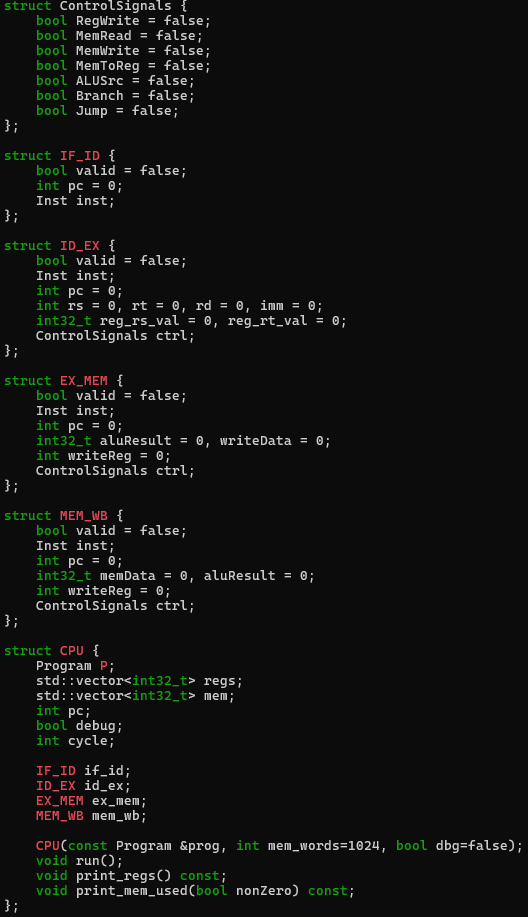 struct ControlSignals {
    bool RegWrite = false;
    bool MemRead = false;
    bool MemWrite = false;
    bool MemToReg = false;
    bool ALUSrc = false;
    bool Branch = false;
    bool Jump = false;
};

struct IF_ID {
    bool valid = false;
    int pc = 0;
    Inst inst;
};

struct ID_EX {
    bool valid = false;
    Inst inst;
    int pc = 0;
    int rs = 0, rt = 0, rd = 0, imm = 0;
    int32_t reg_rs_val = 0, reg_rt_val = 0;
    ControlSignals ctrl;
};

struct EX_MEM {
    bool valid = false;
    Inst inst;
    int pc = 0;
    int32_t aluResult = 0, writeData = 0;
    int writeReg = 0;
    ControlSignals ctrl;
};

struct MEM_WB {
    bool valid = false;
    Inst inst;
    int pc = 0;
    int32_t memData = 0, aluResult = 0;
    int writeReg = 0;
    ControlSignals ctrl;
};

struct CPU {
    Program P;
    std::vector<int32_t> regs;
    std::vector<int32_t> mem;
    int pc;
    bool debug;
    int cycle;

    IF_ID if_id;
    ID_EX id_ex;
    EX_MEM ex_mem;
    MEM_WB mem_wb;

    CPU(const Program &prog, int mem_words=1024, bool dbg=false);
    void run();
    void print_regs() const;
    void print_mem_used(bool nonZero) const;
};